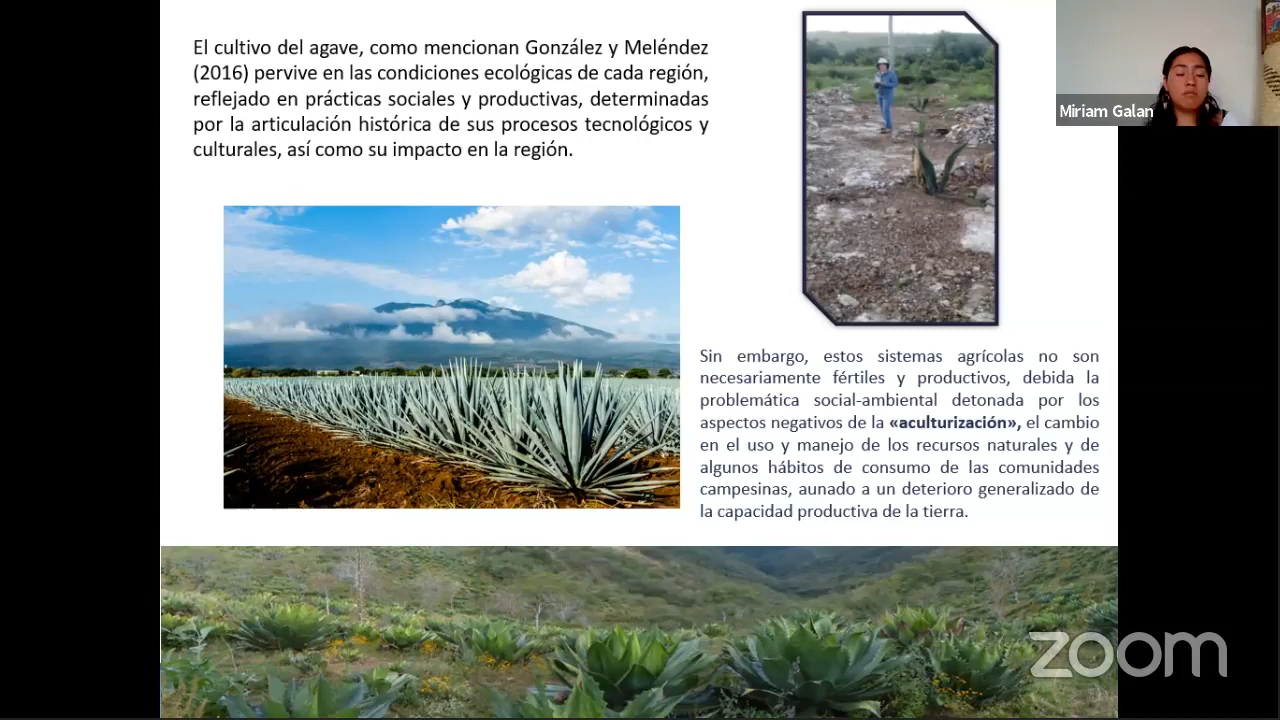 El cultivo del agave, como mencionan González y Meléndez
(2016) pervive en las condiciones ecológicas de cada región,
reflejado en prácticas sociales y productivas, determinadas
por la articulación histórica de sus procesos tecnológicos y
culturales, así como su impacto en la región.
Miriam Galan
Sin embargo, estos sistemas agrícolas no son
necesariamente fértiles y productivos, debida la
problemática social-ambiental detonada por los
aspectos negativos de la «aculturización», el cambio
en el uso y manejo de los recursos naturales y de
algunos hábitos de consumo de las comunidades
campesinas, aunado a un deterioro generalizado de
la capacidad productiva de la tierra.
zoom